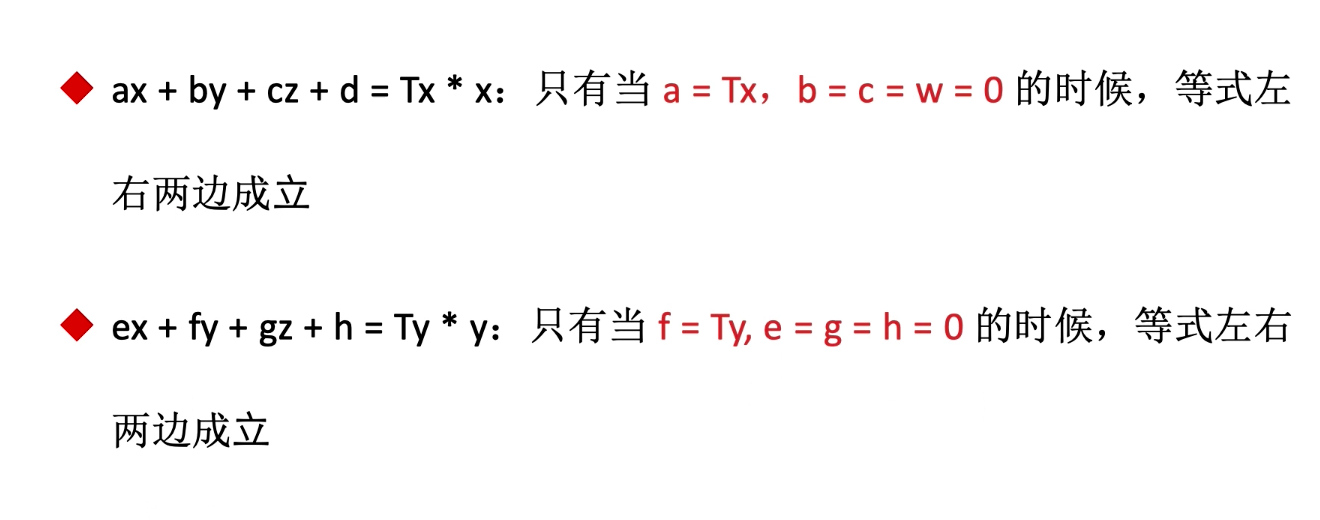 ax + by + cz + d = Tx * x：只有当 a = Tx，b = c = w = 0 的时候，等式左
右两边成立
ex + fy + gz + h = Ty * y：只有当 f = Ty, e = g = h = 0 的时候，等式左右
两边成立